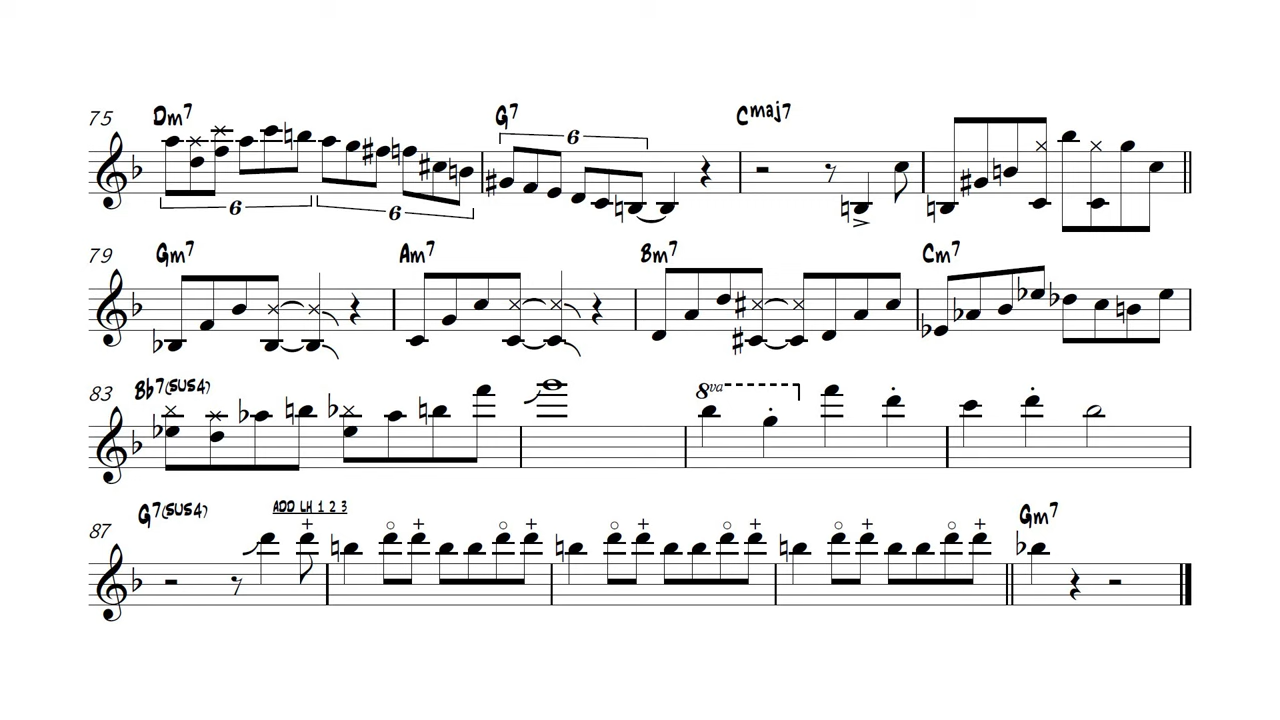 75 Dm7 G7 Cmaj7
6 6 6
79 Gm7 Am7 Bm7 Cm7
83 Bb7(SUS4) 8va
87 G7(SUS4) ADD LH 1 2 3 Gm7